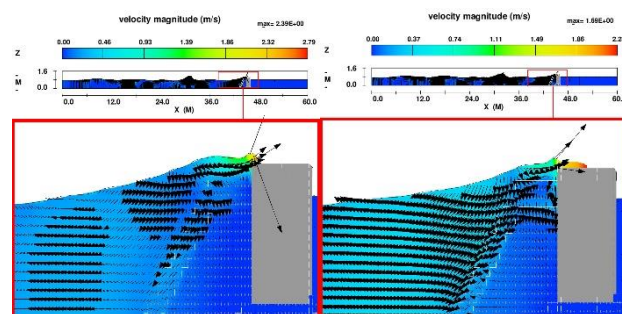 velocity magnitude (m/s)
max= 2.39E+00
Z
0.00 0.46 0.93 1.39 1.86 2.32 2.79
M
1.6
0.0
0.0 12.0 24.0 36.0 48.0 60.0
X (M)
velocity magnitude (m/s)
max= 1.69E+00
Z
0.00 0.37 0.74 1.11 1.49 1.86
M
1.6
0.0
0.0 12.0 24.0 36.0 48.0 60.0
X (M)